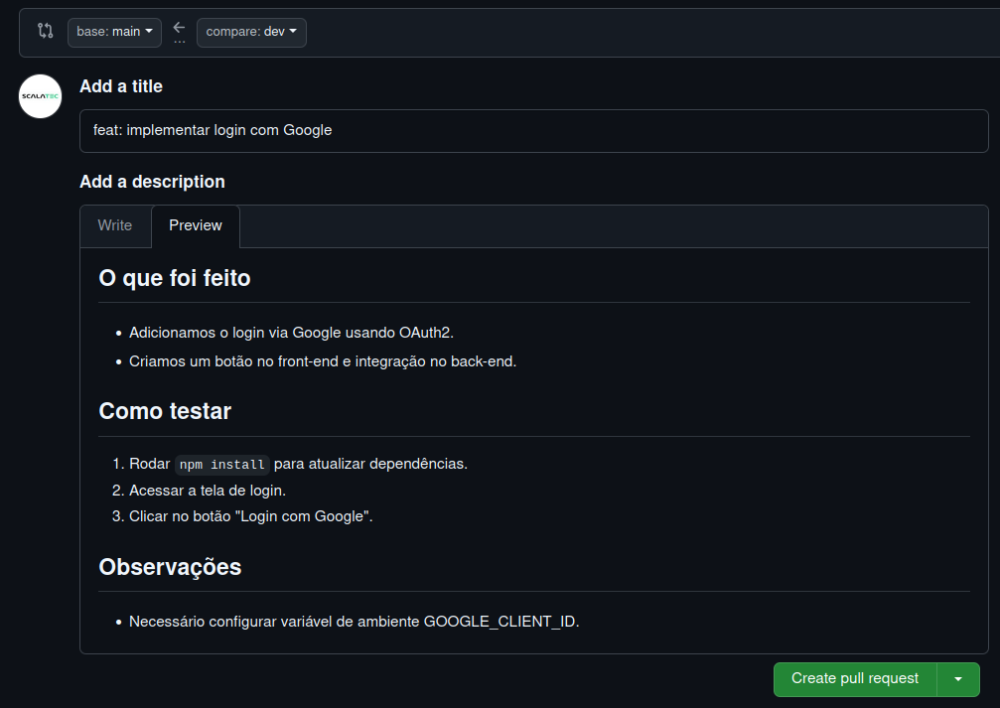 base: main
...
compare: dev
SCALATEC
Add a title
feat: implementar login com Google
Add a description
Write
Preview
O que foi feito
• Adicionamos o login via Google usando OAuth2.
• Criamos um botão no front-end e integração no back-end.
Como testar
1. Rodar npm install para atualizar dependências.
2. Acessar a tela de login.
3. Clicar no botão "Login com Google".
Observações
• Necessário configurar variável de ambiente GOOGLE_CLIENT_ID.
Create pull request